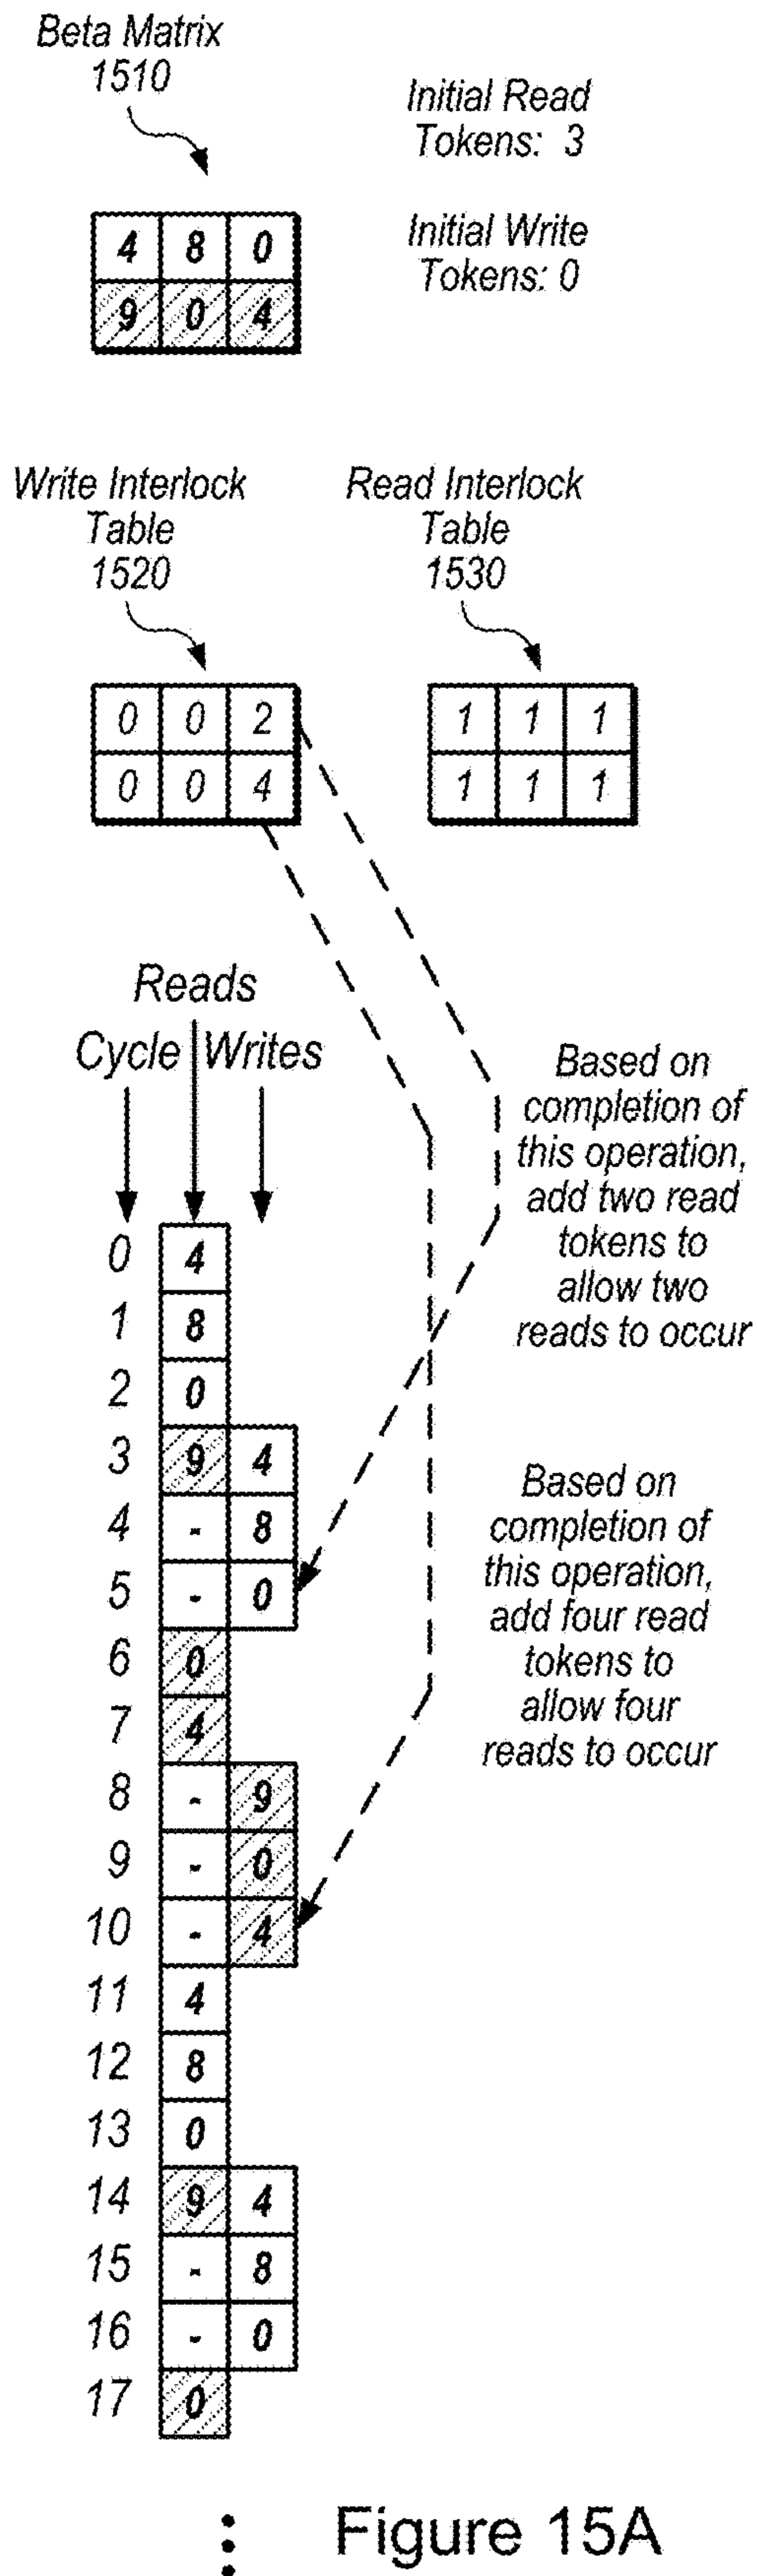 Beta Matrix
1510
Initial Read
Tokens: 3
Initial Write
Tokens: 0
4 8 0
9 0 4
Write Interlock
Table
1520
Read Interlock
Table
1530
0 0 2
0 0 4
1 1 1
1 1 1
Reads
Cycle Writes
Based on
completion of
this operation,
add two read
tokens to
allow two
reads to occur
Based on
completion of
this operation,
add four read
tokens to
allow four
reads to occur
0 4
1 8
2 0
3 9 4
4 - 8
5 - 0
6 0
7 4
8 - 9
9 - 0
10 - 4
11 4
12 8
13 0
14 9 4
15 - 8
16 - 0
17 0
Figure 15A